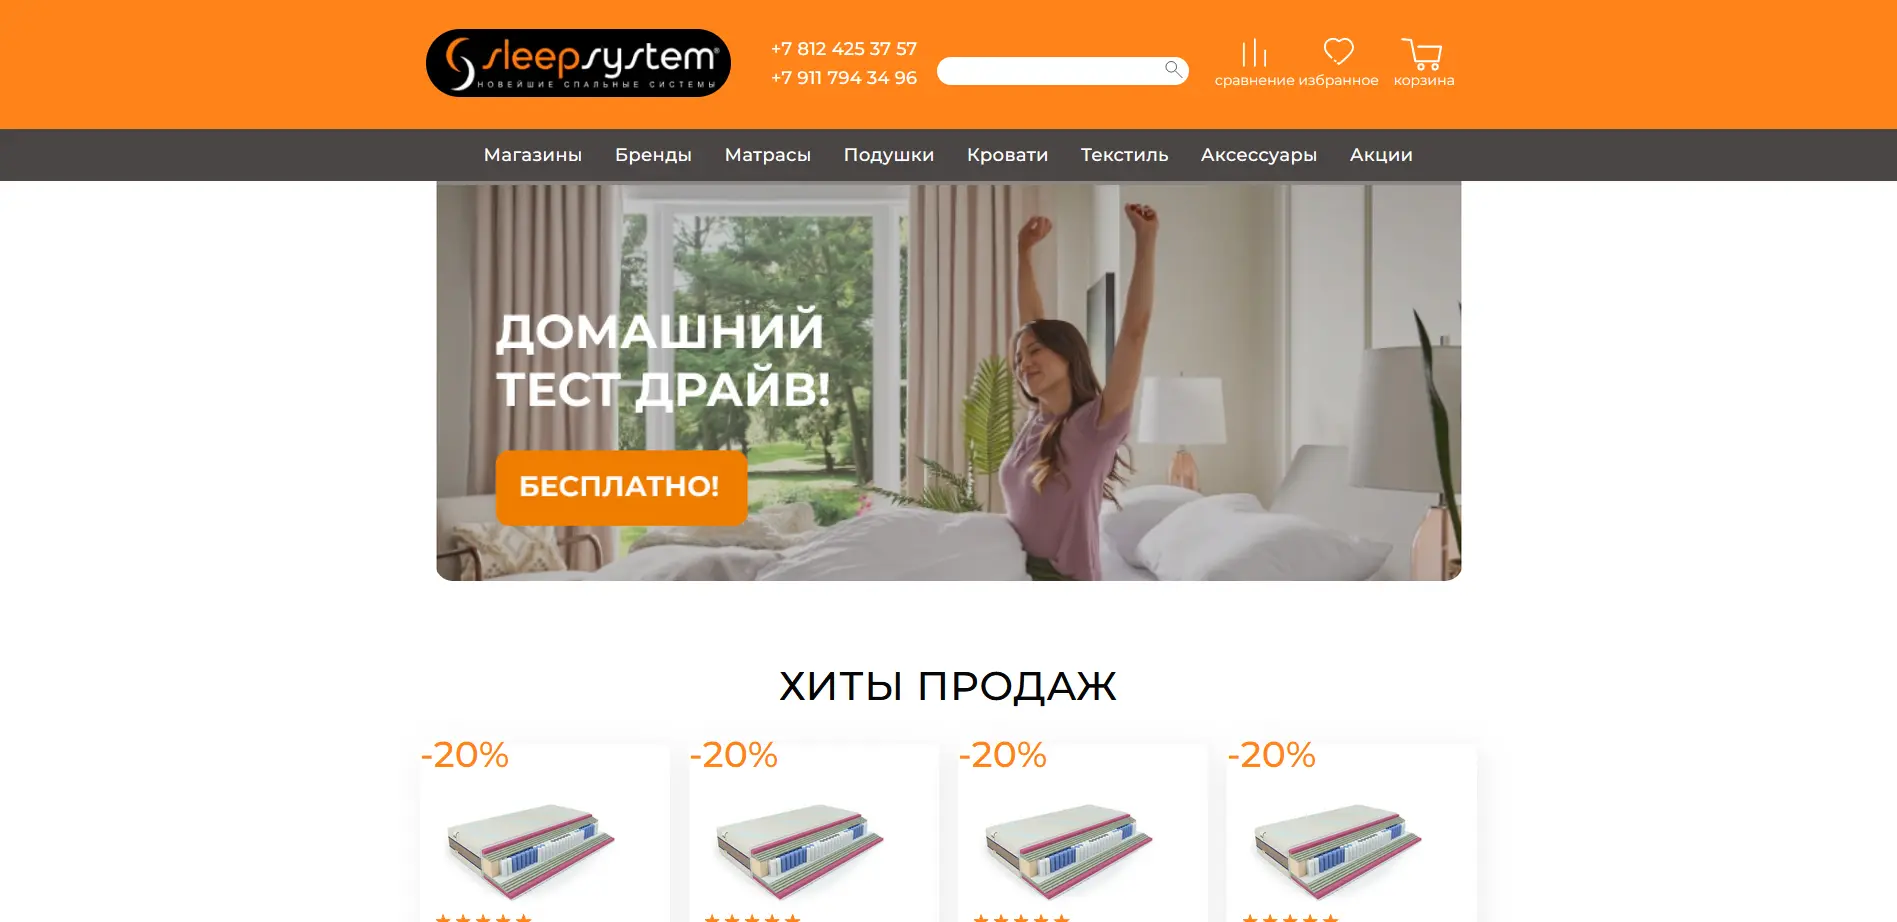 sleepsystem®
НОВЕЙШИЕ СПАЛЬНЫЕ СИСТЕМЫ
+7 812 425 37 57
+7 911 794 34 96
сравнение избранное корзина
Магазины Бренды Матрасы Подушки Кровати Текстиль Аксессуары Акции
ДОМАШНИЙ
ТЕСТ ДРАЙВ!
БЕСПЛАТНО!
ХИТЫ ПРОДАЖ
-20% -20% -20% -20%